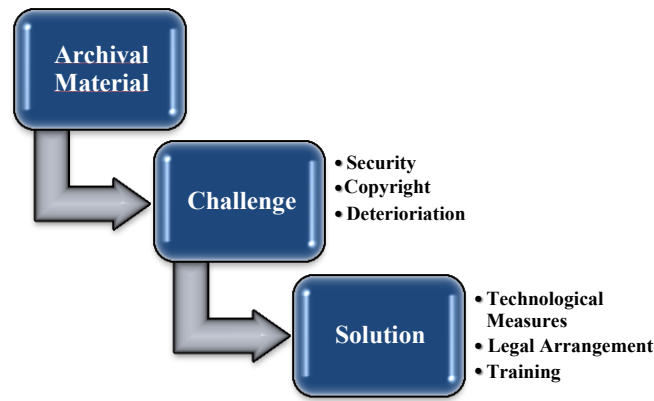 Archival
Material
Challenge
• Security
• Copyright
• Deterioriation
Solution
• Technological
Measures
• Legal Arrangement
• Training